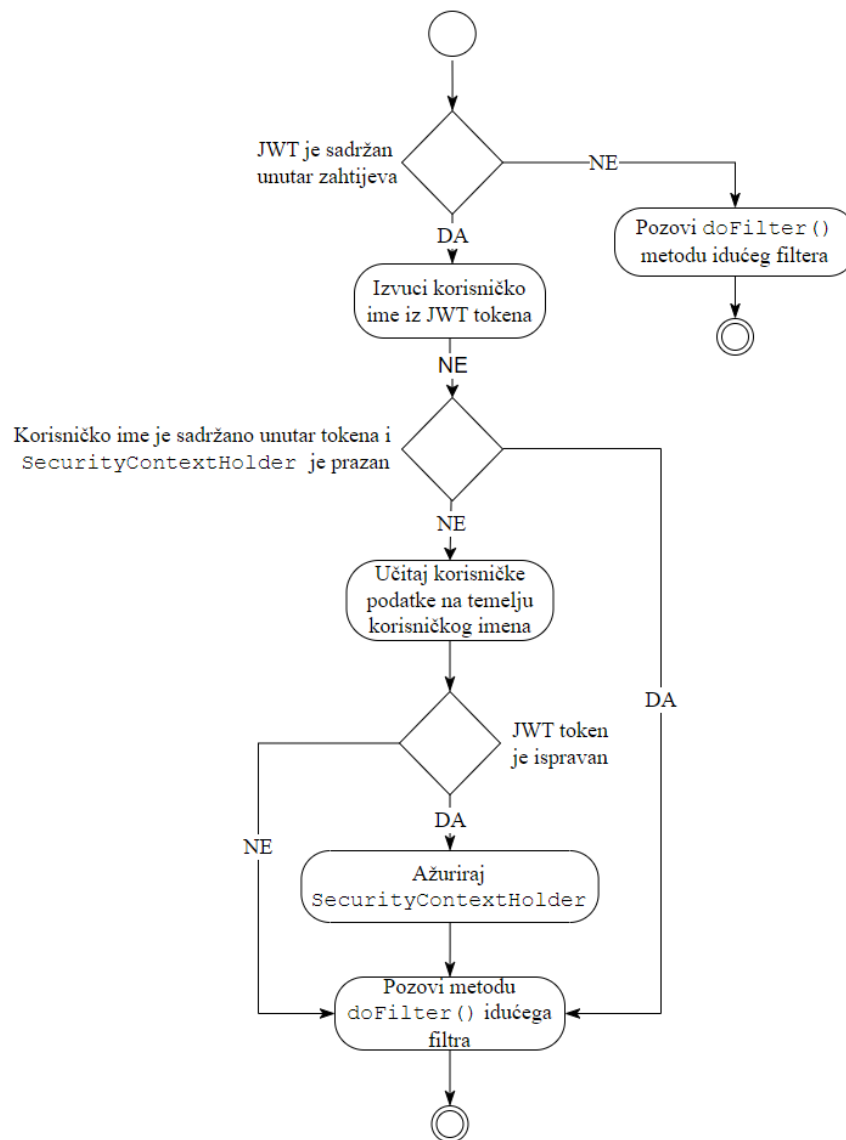 JWT je sadržan
unutar zahtijeva
NE
Pozovi doFilter()
metodu idućeg filtera
DA
Izvuci korisničko
ime iz JWT tokena
NE
Korisničko ime je sadržano unutar tokena i
SecurityContextHolder je prazan
NE
Učitaj korisničke
podatke na temelju
korisničkog imena
DA
JWT token
je ispravan
NE
DA
Ažuriraj
SecurityContextHolder
Pozovi metodu
doFilter() idućega
filtra